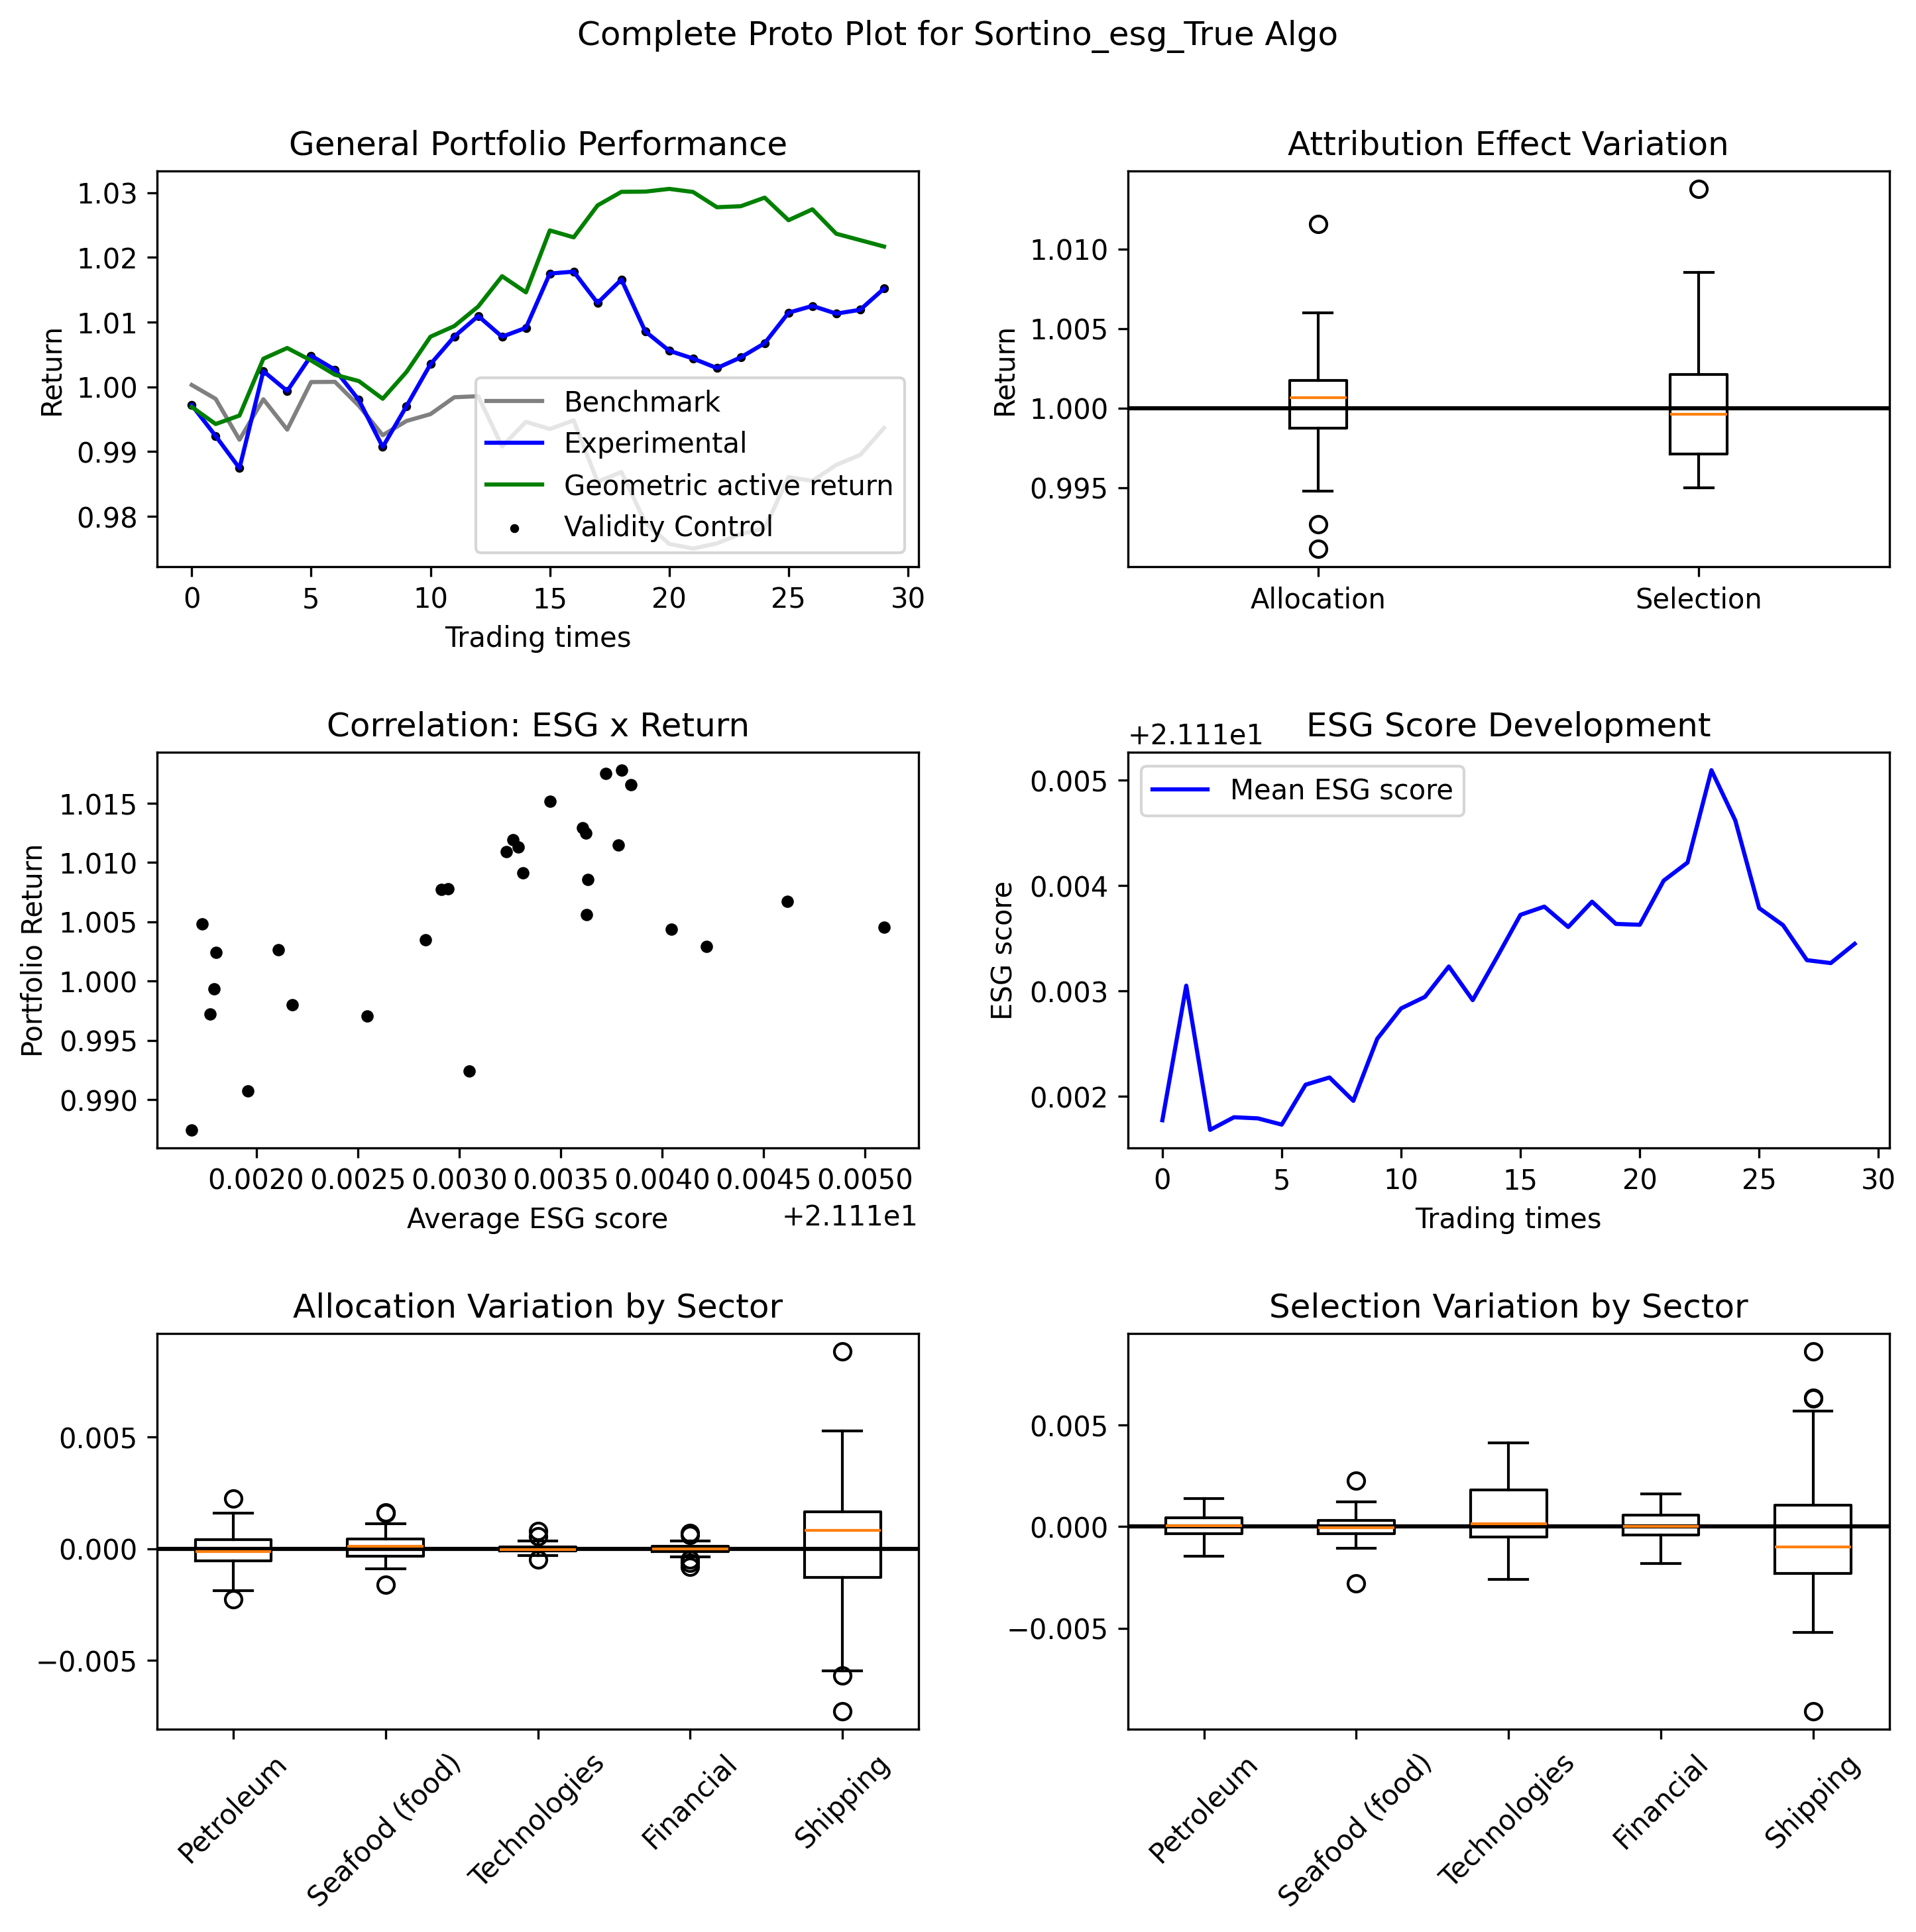 Complete Proto Plot for Sortino_esg_True Algo
General Portfolio Performance
Return
1.03
1.02
1.01
1.00
0.99
0.98
Benchmark
Experimental
Geometric active return
Validity Control
0 5 10 15 20 25 30
Trading times
Attribution Effect Variation
Return
1.010
1.005
1.000
0.995
Allocation Selection
Correlation: ESG x Return
Portfolio Return
1.015
1.010
1.005
1.000
0.995
0.990
0.0020 0.0025 0.0030 0.0035 0.0040 0.0045 0.0050
Average ESG score
+2.111e1
+2.111e1
ESG Score Development
ESG score
0.005
0.004
0.003
0.002
Mean ESG score
0 5 10 15 20 25 30
Trading times
Allocation Variation by Sector
0.005
0.000
−0.005
Petroleum
Seafood (food)
Technologies
Financial
Shipping
Selection Variation by Sector
0.005
0.000
−0.005
Petroleum
Seafood (food)
Technologies
Financial
Shipping